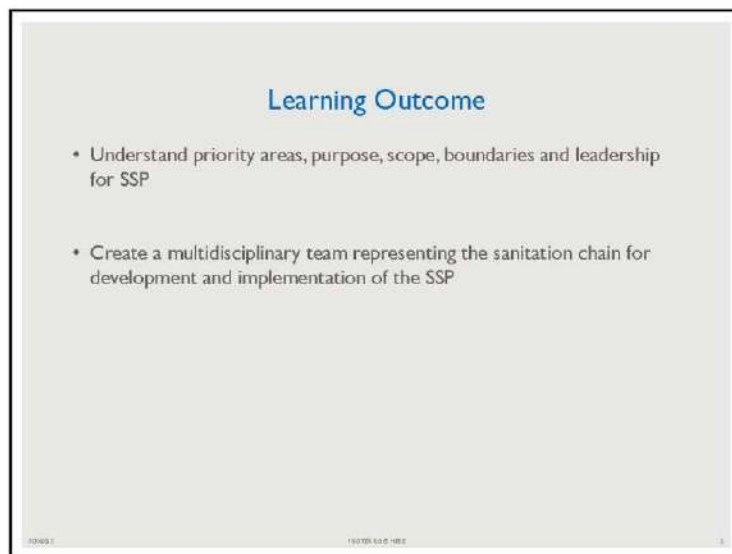 Learning Outcome
• Understand priority areas, purpose, scope, boundaries and leadership
for SSP
• Create a multidisciplinary team representing the sanitation chain for
development and implementation of the SSP